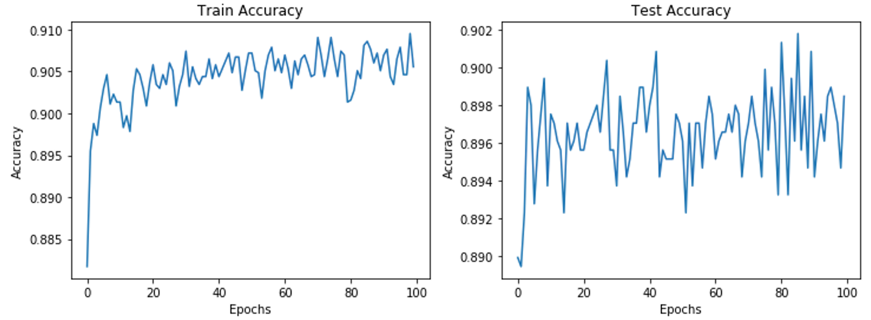 Train Accuracy
0.910
0.905
0.900
0.895
0.890
0.885
Accuracy
0 20 40 60 80 100
Epochs
Test Accuracy
0.902
0.900
0.898
0.896
0.894
0.892
0.890
Accuracy
0 20 40 60 80 100
Epochs